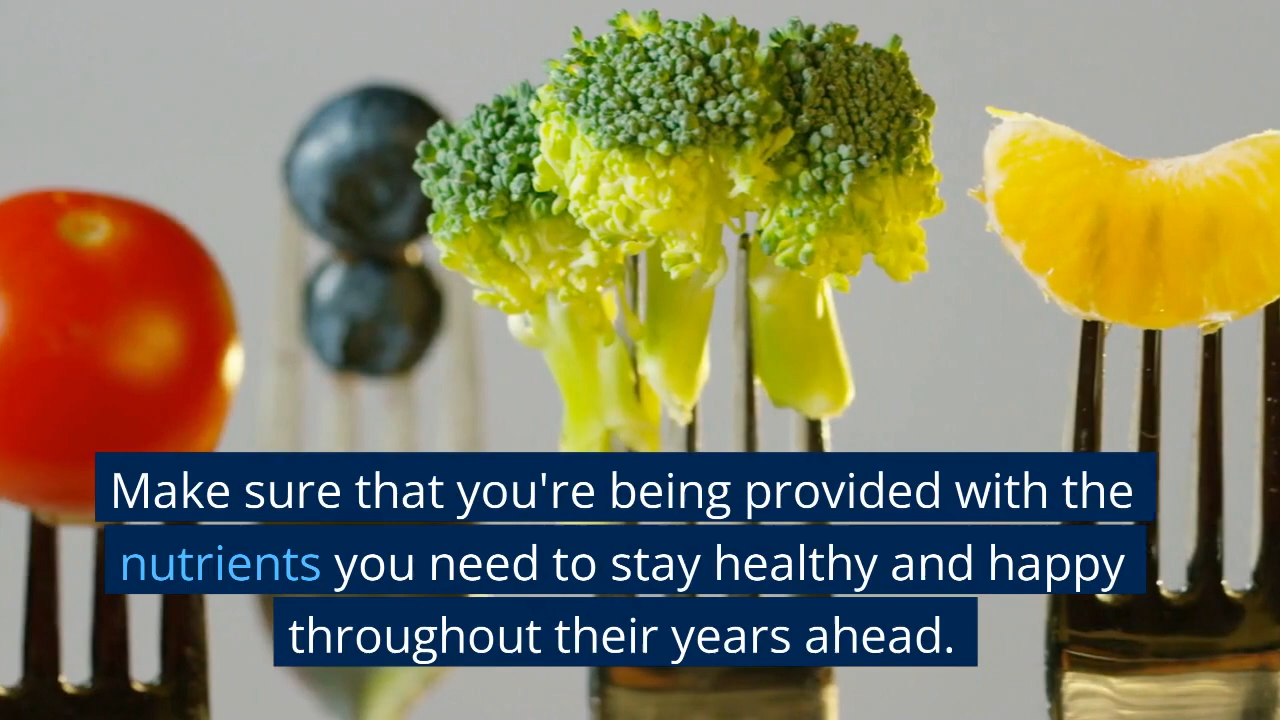 Make sure that you're being provided with the
nutrients you need to stay healthy and happy
throughout their years ahead.